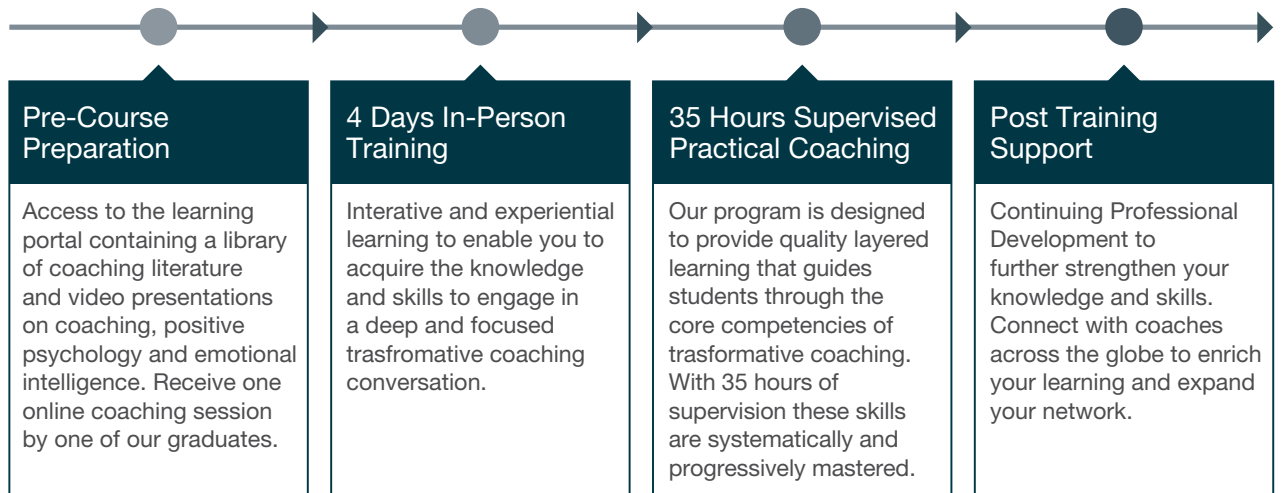 Pre-Course
Preparation
Access to the learning
portal containing a library
of coaching literature
and video presentations
on coaching, positive
psychology and emotional
intelligence. Receive one
online coaching session
by one of our graduates.
4 Days In-Person
Training
Interative and experiential
learning to enable you to
acquire the knowledge
and skills to engage in
a deep and focused
trasfromative coaching
conversation.
35 Hours Supervised
Practical Coaching
Our program is designed
to provide quality layered
learning that guides
students through the
core competencies of
trasformative coaching.
With 35 hours of
supervision these skills
are systematically and
progressively mastered.
Post Training
Support
Continuing Professional
Development to
further strengthen your
knowledge and skills.
Connect with coaches
across the globe to enrich
your learning and expand
your network.